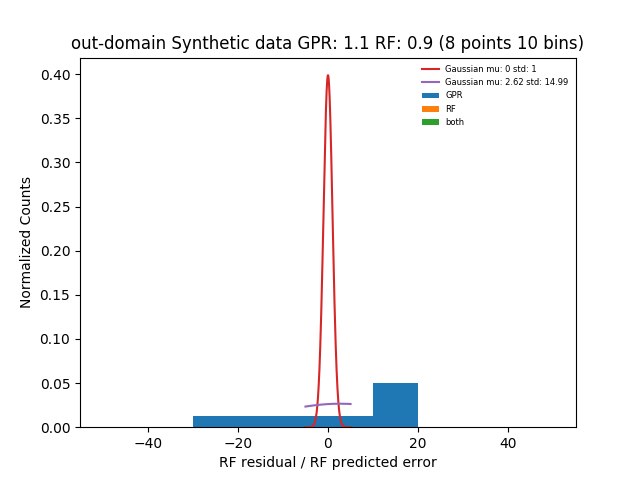 out-domain Synthetic data GPR: 1.1 RF: 0.9 (8 points 10 bins)
Gaussian mu: 0 std: 1
Gaussian mu: 2.62 std: 14.99
GPR
RF
both
Normalized Counts
0.40
0.35
0.30
0.25
0.20
0.15
0.10
0.05
0.00
−40
−20
0
20
40
RF residual / RF predicted error